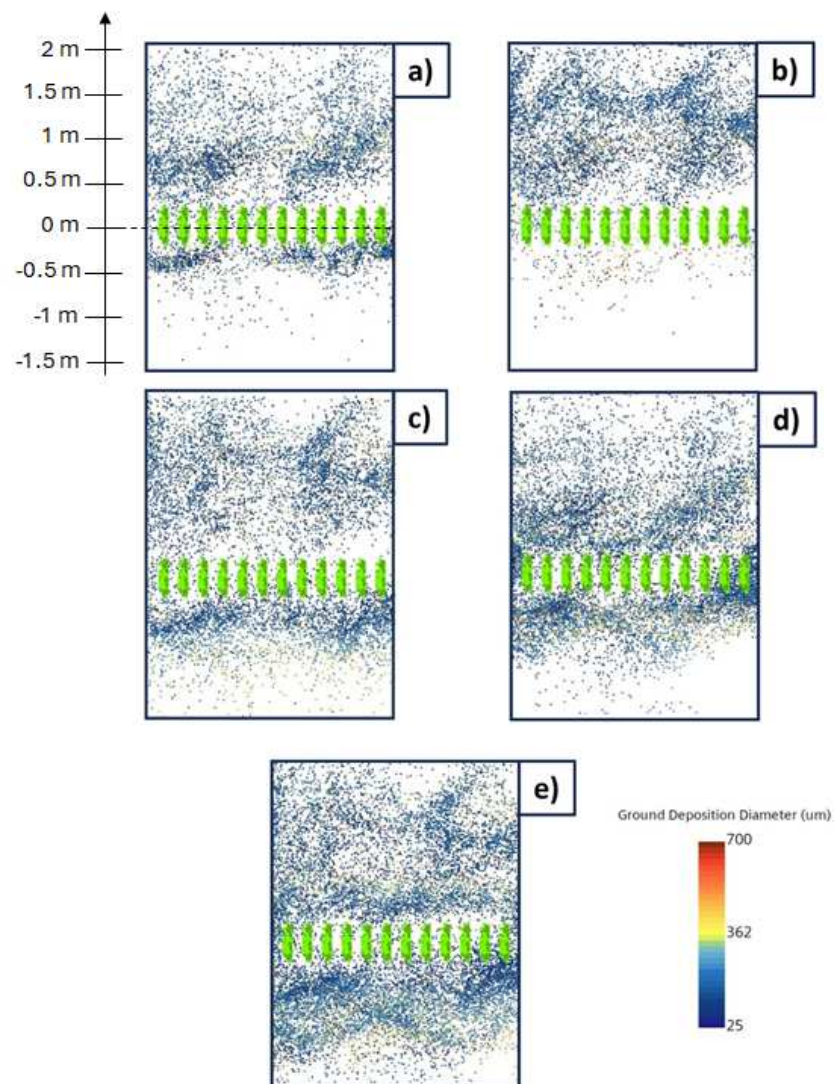 2 m
1.5 m
1 m
0.5 m
0 m
-0.5 m
-1 m
-1.5 m
a)
b)
c)
d)
e)
Ground Deposition Diameter (um)
700
362
25